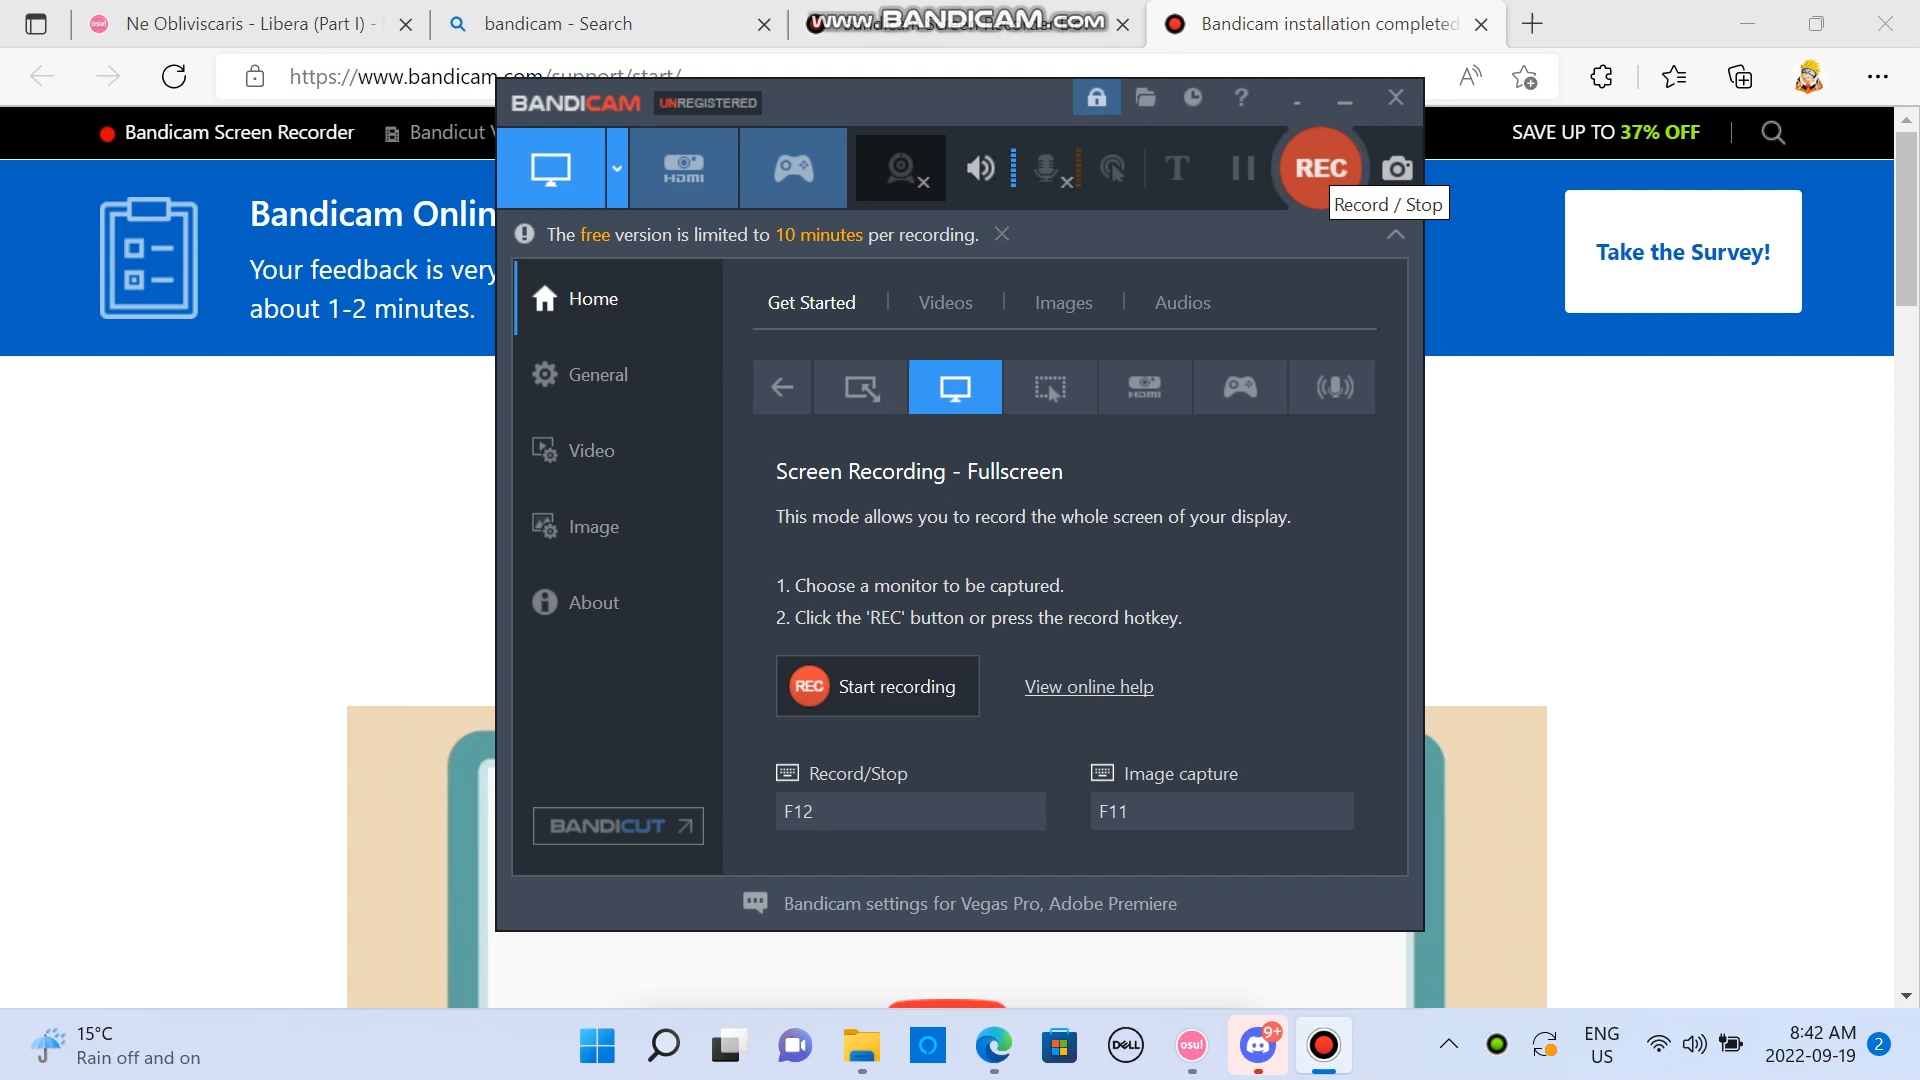 Ne Obliviscaris - Libera (Part I) -
bandicam - Search
www.BANDICAM.com
Bandicam installation completed
https://www.bandicam.com/support/start/
BANDICAM UNREGISTERED
Bandicam Screen Recorder
Bandicut
SAVE UP TO 37% OFF
HDMI
T
REC
Record / Stop
Bandicam Onlin
Your feedback is very
about 1-2 minutes.
Take the Survey!
The free version is limited to 10 minutes per recording.
Home
General
Video
Image
About
BANDICUT
Get Started
Videos
Images
Audios
HDMI
Screen Recording - Fullscreen
This mode allows you to record the whole screen of your display.
1. Choose a monitor to be captured.
2. Click the 'REC' button or press the record hotkey.
REC Start recording
View online help
Record/Stop
Image capture
F12
F11
Bandicam settings for Vegas Pro, Adobe Premiere
15°C
Rain off and on
DELL
osu!
9+
ENG
US
8:42 AM
2022-09-19
2